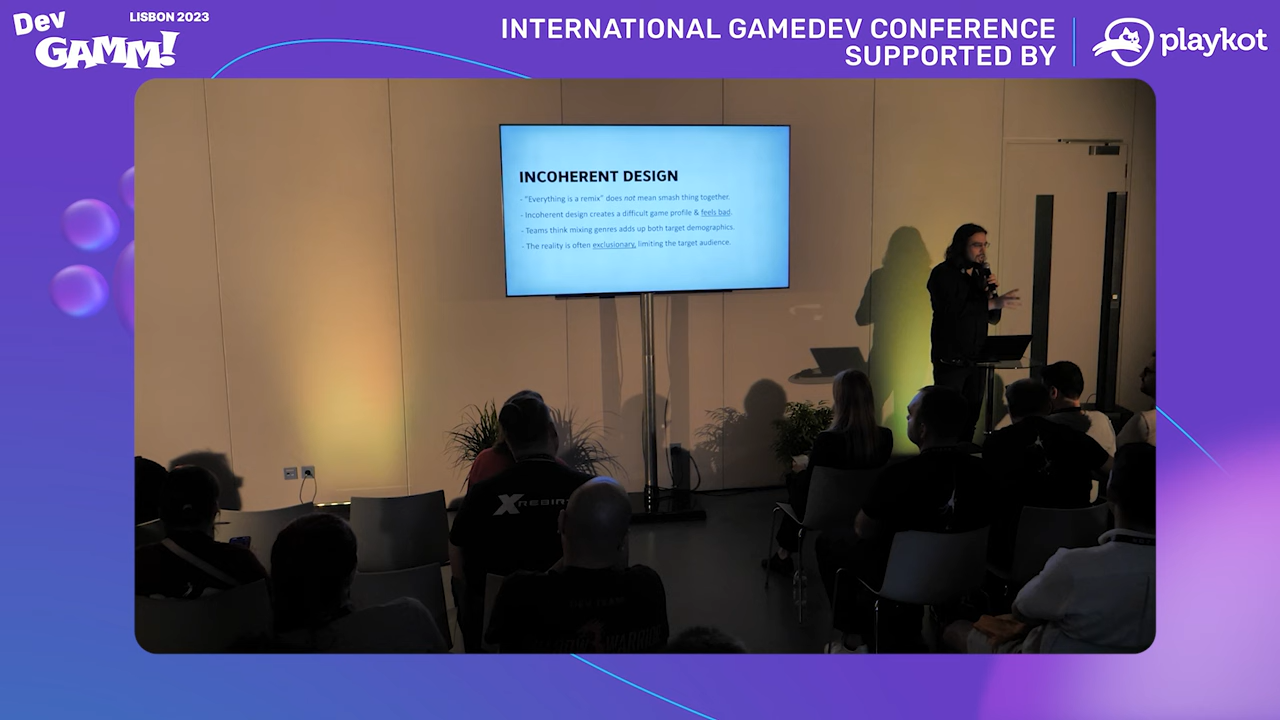 Dev
GAMM!
LISBON 2023
INTERNATIONAL GAMEDEV CONFERENCE
SUPPORTED BY
playkot
INCOHERENT DESIGN
- "Everything is a remix" does not mean smash thing together.
- Incoherent design creates a difficult game profile & feels bad.
- Teams think mixing genres adds up both target demographics.
- The reality is often exclusionary, limiting the target audience.
X REBIRTH